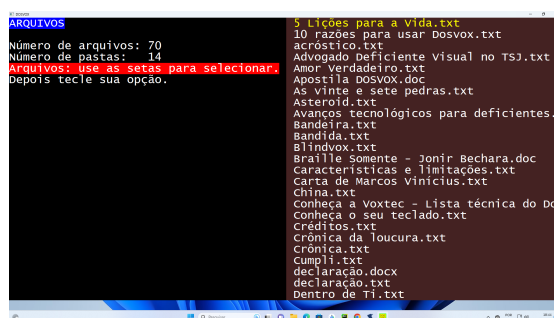 DOSVOX
ARQUIVOS
Número de arquivos: 70
Número de pastas: 14
Arquivos: use as setas para selecionar.
Depois tecle sua opção.
5 Lições para a Vida.txt
10 razões para usar Dosvox.txt
acróstico.txt
Advogado Deficiente Visual no TSJ.txt
Amor Verdadeiro.txt
Apostila DOSVOX.doc
As vinte e sete pedras.txt
Asteroid.txt
Avanços tecnológicos para deficientes.
Bandeira.txt
Bandida.txt
Blindvox.txt
Braille Somente - Jonir Bechara.doc
Características e limitações.txt
Carta de Marcos Vinícius.txt
China.txt
Conheça a Voxtec - Lista técnica do Do
Conheça o seu teclado.txt
Créditos.txt
Crônica da loucura.txt
Crônica.txt
Cumpli.txt
declaração.docx
declaração.txt
Dentro de Ti.txt
Pesquisar